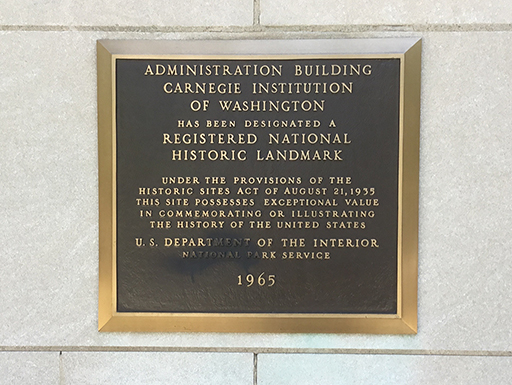 ADMINISTRATION BUILDING
CARNEGIE INSTITUTION
OF WASHINGTON
HAS BEEN DESIGNATED A
REGISTERED NATIONAL
HISTORIC LANDMARK
UNDER THE PROVISIONS OF THE
HISTORIC SITES ACT OF AUGUST 21, 1935
THIS SITE POSSESSES EXCEPTIONAL VALUE
IN COMMEMORATING OR ILLUSTRATING
THE HISTORY OF THE UNITED STATES
U. S. DEPARTMENT OF THE INTERIOR
NATIONAL PARK SERVICE
1965